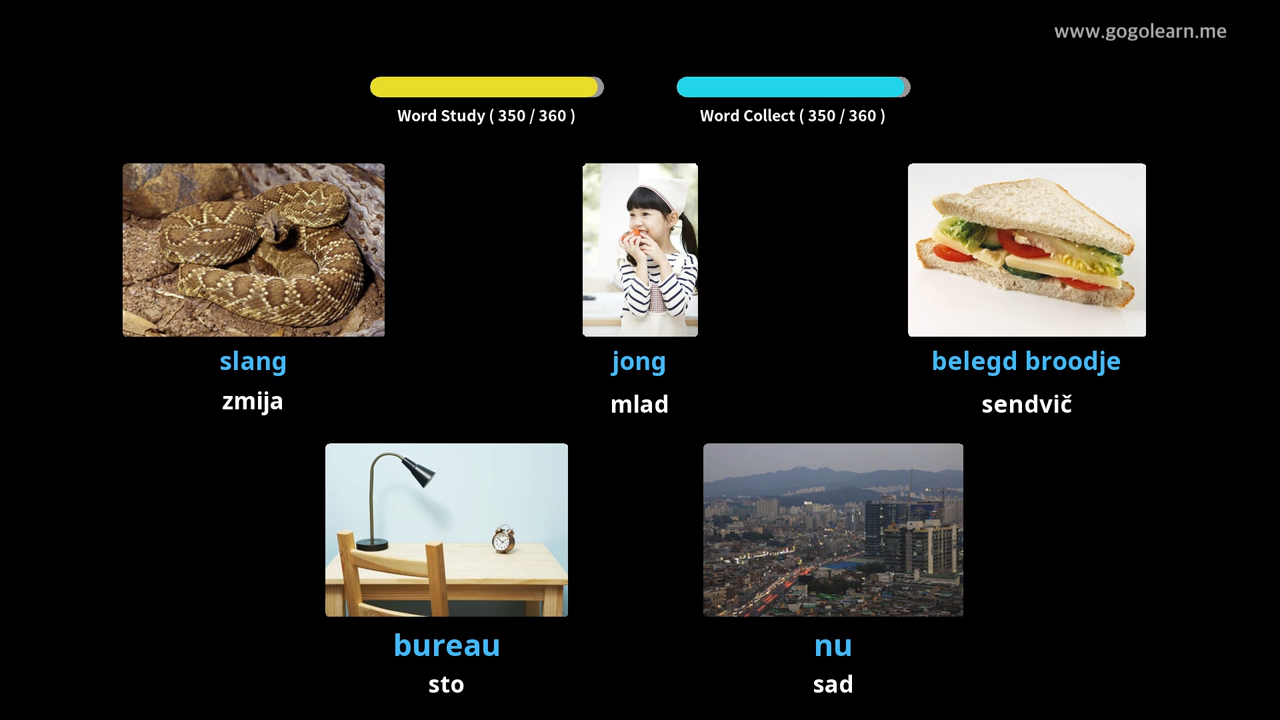 www.gogolearn.me
Word Study ( 350 / 360 )
Word Collect ( 350 / 360 )
slang
jong
belegd broodje
zmija
mlad
sendvič
bureau
nu
sto
sad